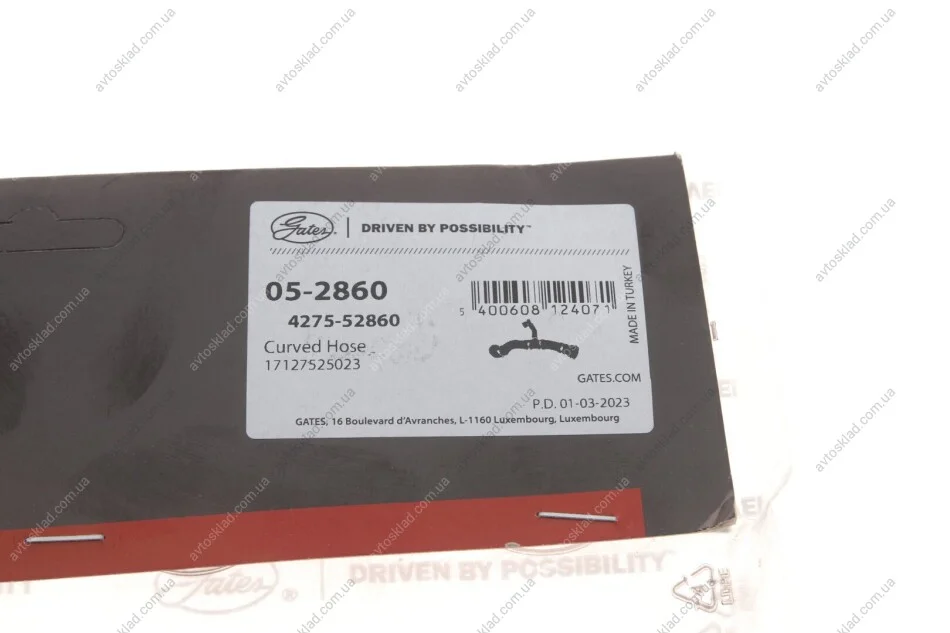 Gates® | DRIVEN BY POSSIBILITY™
05-2860
4275-52860
Curved Hose
17127525023
5 400608 124071
MADE IN TURKEY
GATES.COM
P.D. 01-03-2023
GATES, 16 Boulevard d'Avranches, L-1160 Luxembourg, Luxembourg
Gates® DRIVEN BY POSSIBILITY
avtosklad.com.ua